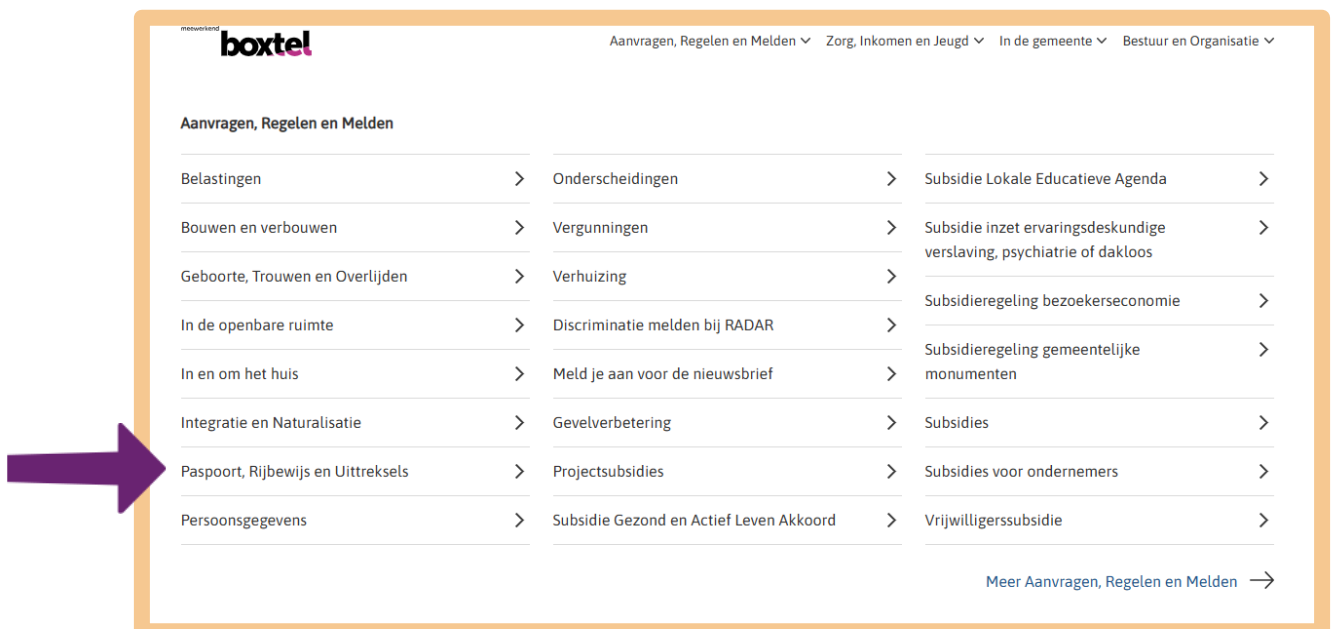 meewerkend
boxtel
Aanvragen, Regelen en Melden
Zorg, Inkomen en Jeugd
In de gemeente
Bestuur en Organisatie
Aanvragen, Regelen en Melden
Belastingen
Bouwen en verbouwen
Geboorte, Trouwen en Overlijden
In de openbare ruimte
In en om het huis
Integratie en Naturalisatie
Paspoort, Rijbewijs en Uittreksels
Persoonsgegevens
Onderscheidingen
Vergunningen
Verhuizing
Discriminatie melden bij RADAR
Meld je aan voor de nieuwsbrief
Gevelverbetering
Projectsubsidies
Subsidie Gezond en Actief Leven Akkoord
Subsidie Lokale Educatieve Agenda
Subsidie inzet ervaringsdeskundige
verslaving, psychiatrie of dakloos
Subsidieregeling bezoekerseconomie
Subsidieregeling gemeentelijke
monumenten
Subsidies
Subsidies voor ondernemers
Vrijwilligerssubsidie
Meer Aanvragen, Regelen en Melden